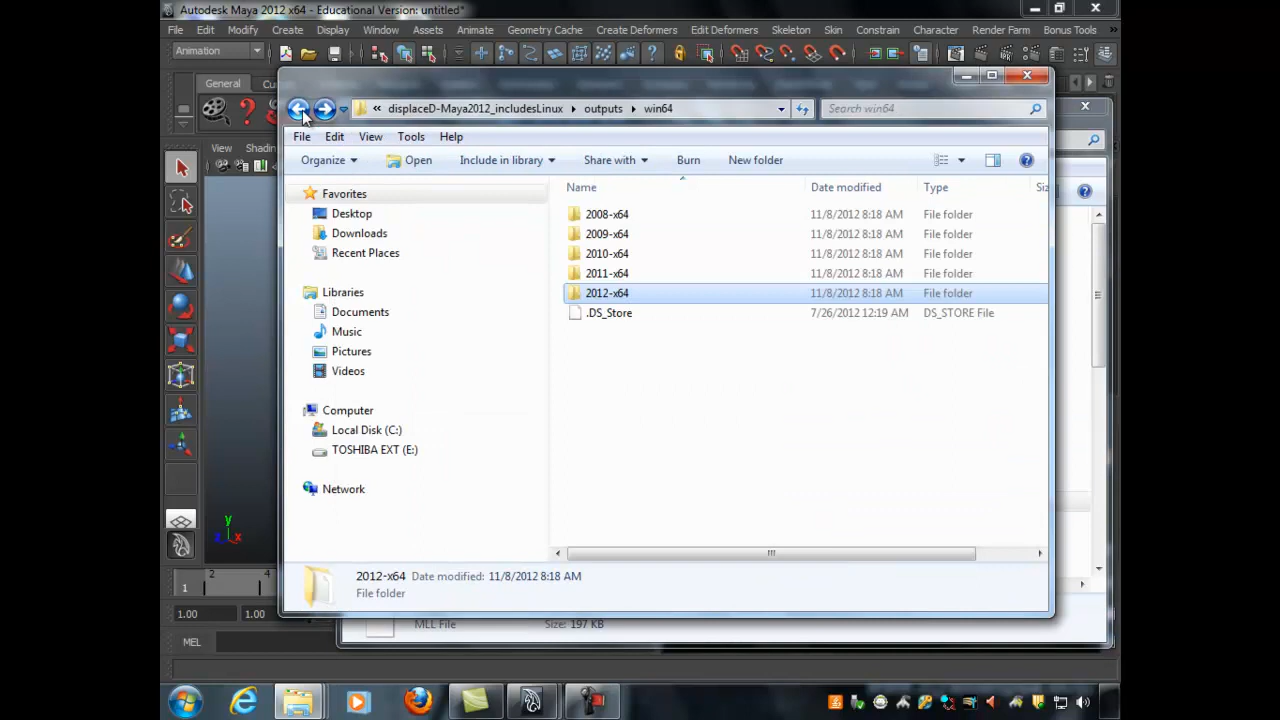 Autodesk Maya 2012 x64 - Educational Version: untitled*
File Edit Modify Create Display Window Assets Animate Geometry Cache Create Deformers Edit Deformers Skeleton Skin Constrain Character Render Farm Bonus Tools »
Animation
General
View
« displaceD-Maya2012_includesLinux outputs win64
Search win64
File Edit View Tools Help
Organize Open Include in library Share with Burn New folder
Name Date modified Type
Favorites
Desktop
Downloads
Recent Places
Libraries
Documents
Music
Pictures
Videos
Computer
Local Disk (C:)
TOSHIBA EXT (E:)
Network
2008-x64 11/8/2012 8:18 AM File folder
2009-x64 11/8/2012 8:18 AM File folder
2010-x64 11/8/2012 8:18 AM File folder
2011-x64 11/8/2012 8:18 AM File folder
2012-x64 11/8/2012 8:18 AM File folder
.DS_Store 7/26/2012 12:19 AM DS_STORE File
2012-x64 Date modified: 11/8/2012 8:18 AM
File folder
y
x
2 4
1
1.00 1.00
MLL File Size: 197 KB
MEL